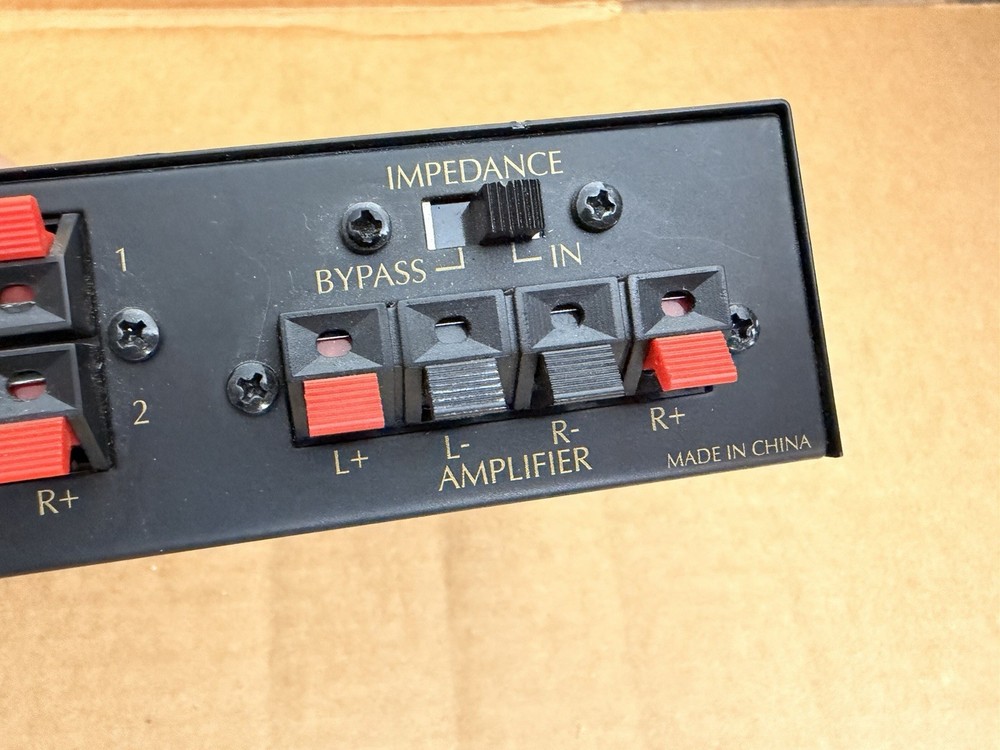 IMPEDANCE
BYPASS IN
1
2
R+
L+ L- R- R+
AMPLIFIER
MADE IN CHINA